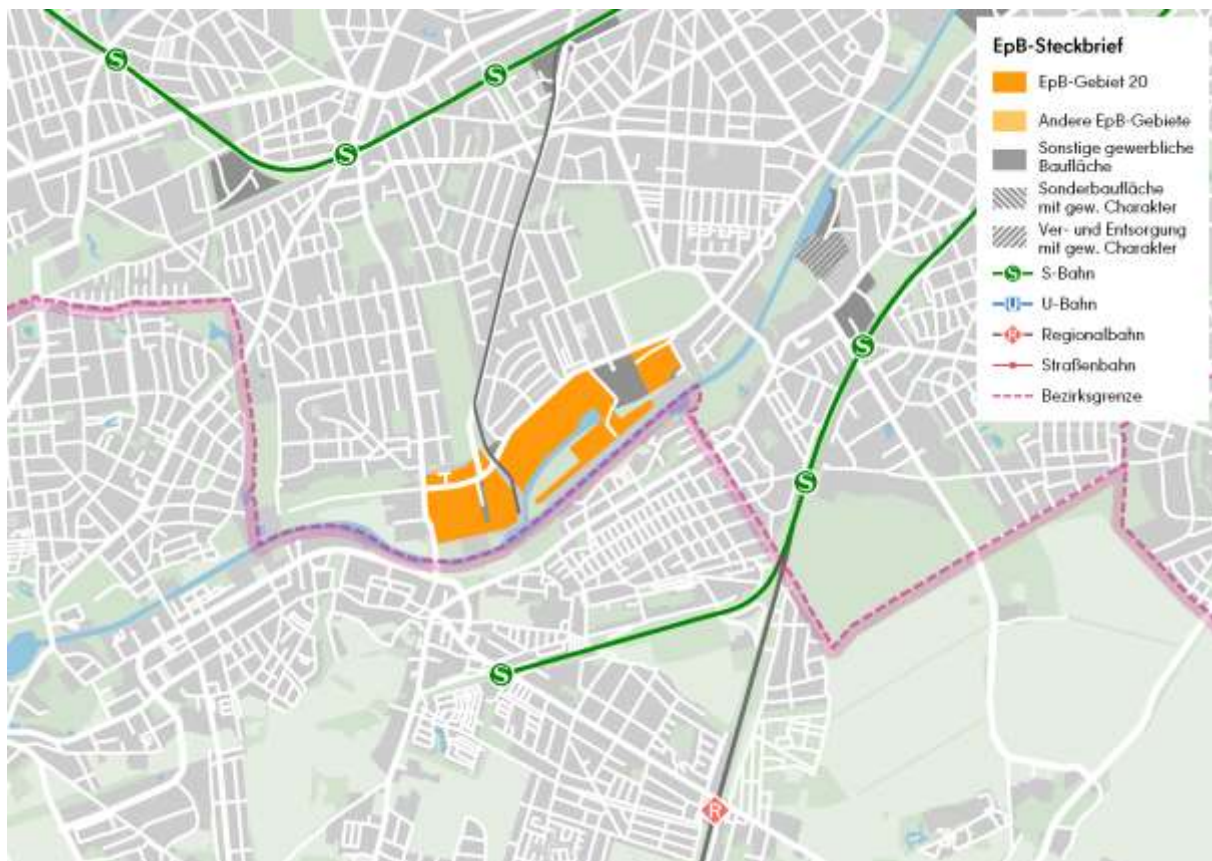 EpB-Steckbrief
EpB-Gebiet 20
Andere EpB-Gebiete
Sonstige gewerbliche
Baufläche
Sonderbaufläche
mit gew. Charakter
Ver- und Entsorgung
mit gew. Charakter
S S-Bahn
U U-Bahn
R Regionalbahn
Straßenbahn
Bezirksgrenze
S
S
S
S
S
S
R